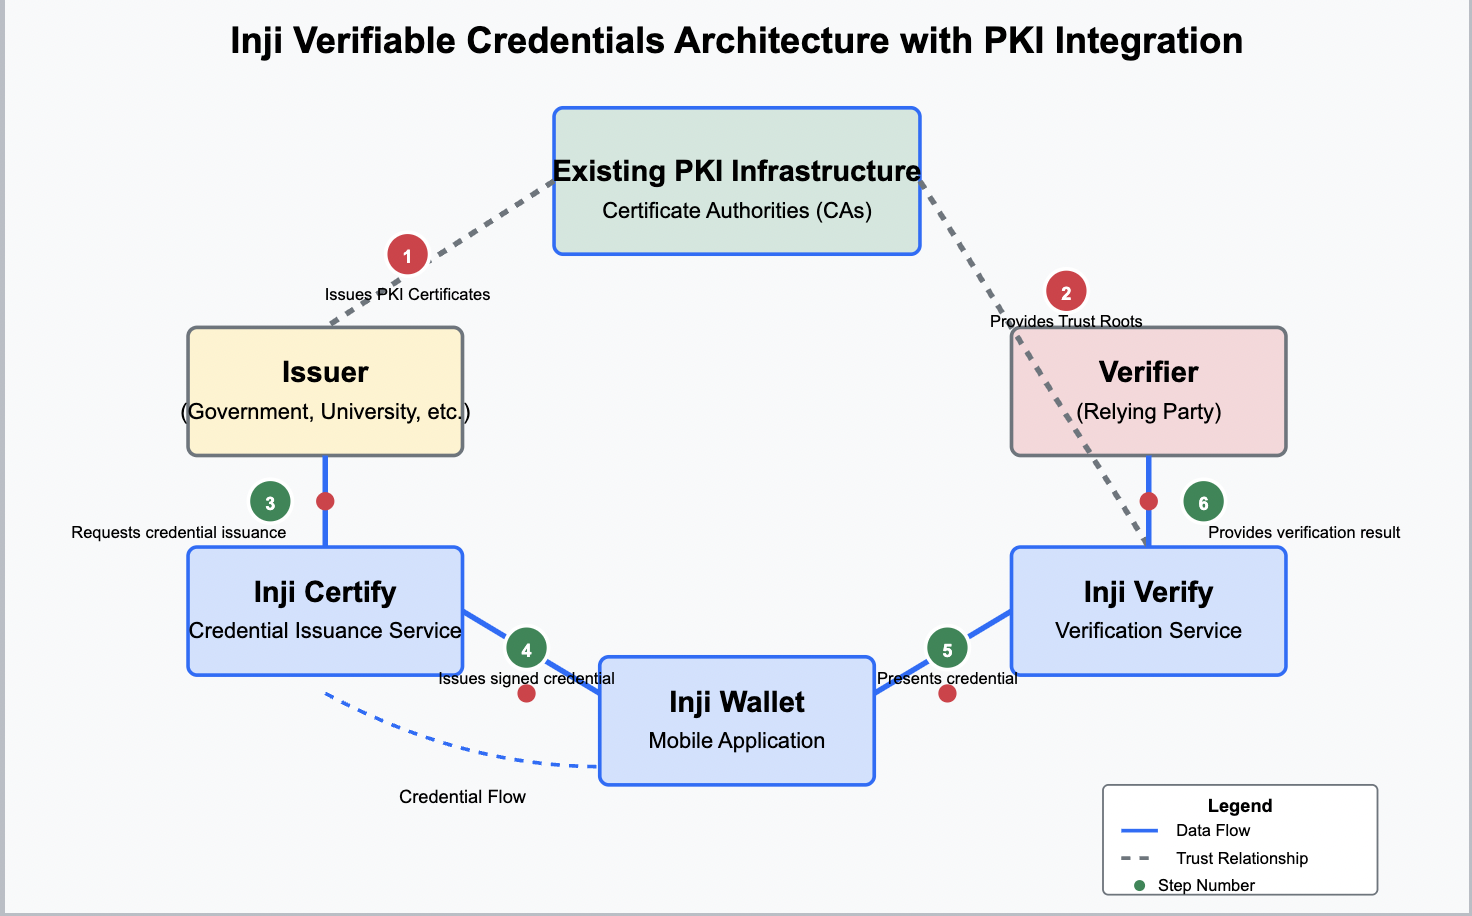 Inji Verifiable Credentials Architecture with PKI Integration
Existing PKI Infrastructure
Certificate Authorities (CAs)
1
Issues PKI Certificates
2
Provides Trust Roots
Issuer
(Government, University, etc.)
Verifier
(Relying Party)
3
Requests credential issuance
6
Provides verification result
Inji Certify
Credential Issuance Service
Inji Verify
Verification Service
4
Issues signed credential
5
Presents credential
Inji Wallet
Mobile Application
Credential Flow
Legend
Data Flow
Trust Relationship
Step Number